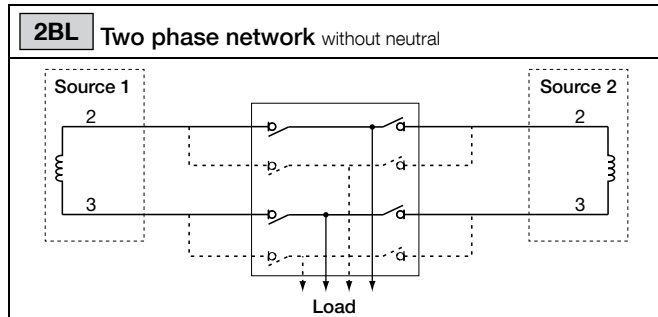 2BL Two phase network without neutral
Source 1 Source 2
2 2
3 3
Load